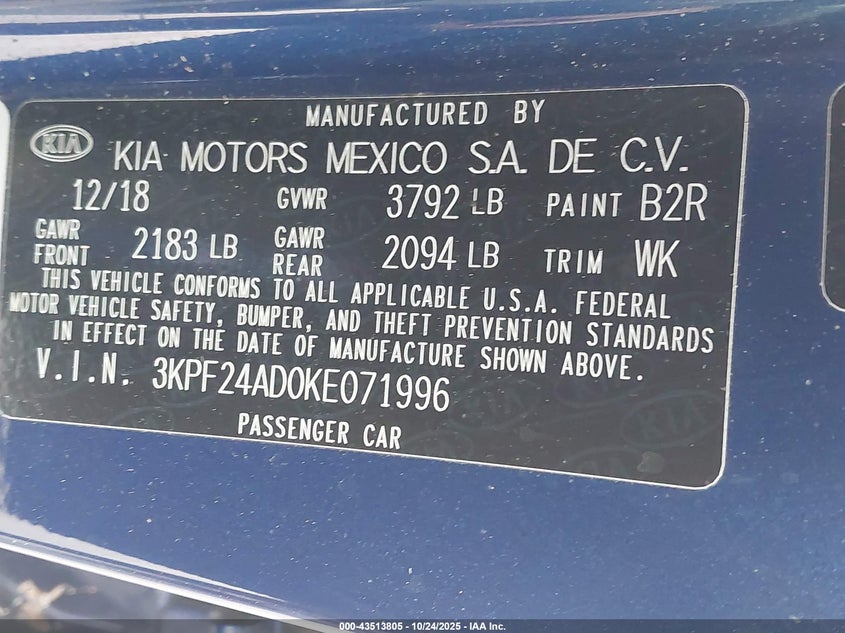 MANUFACTURED BY
KIA KIA MOTORS MEXICO S.A. DE C.V.
12/18 GVWR 3792 LB PAINT B2R
GAWR FRONT 2183 LB GAWR REAR 2094 LB TRIM WK
THIS VEHICLE CONFORMS TO ALL APPLICABLE U.S.A. FEDERAL
MOTOR VEHICLE SAFETY, BUMPER, AND THEFT PREVENTION STANDARDS
IN EFFECT ON THE DATE OF MANUFACTURE SHOWN ABOVE.
V.I.N. 3KPF24AD0KE071996
PASSENGER CAR
000-43513805 - 10/24/2025 - IAA Inc.